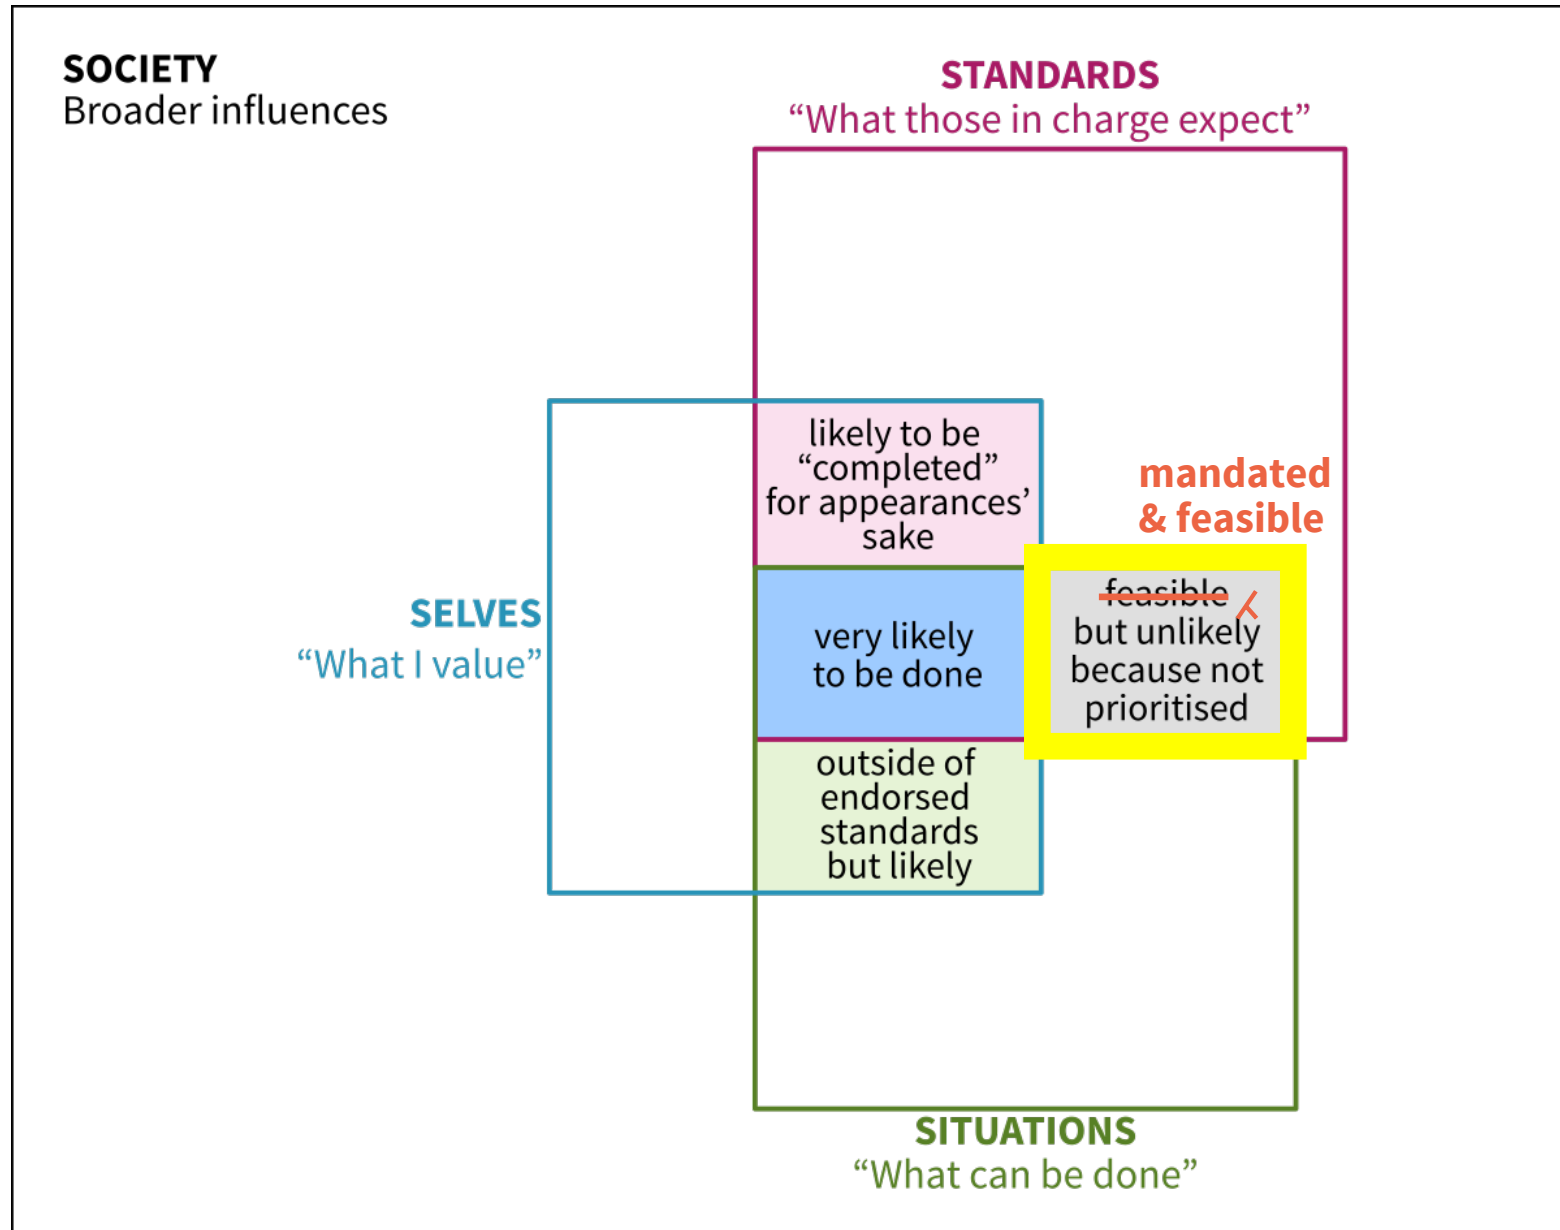 SOCIETY
Broader influences
STANDARDS
“What those in charge expect”
likely to be
“completed”
for appearances’
sake
mandated
& feasible
SELVES
“What I value”
very likely
to be done
feasible
but unlikely
because not
prioritised
outside of
endorsed
standards
but likely
SITUATIONS
“What can be done”